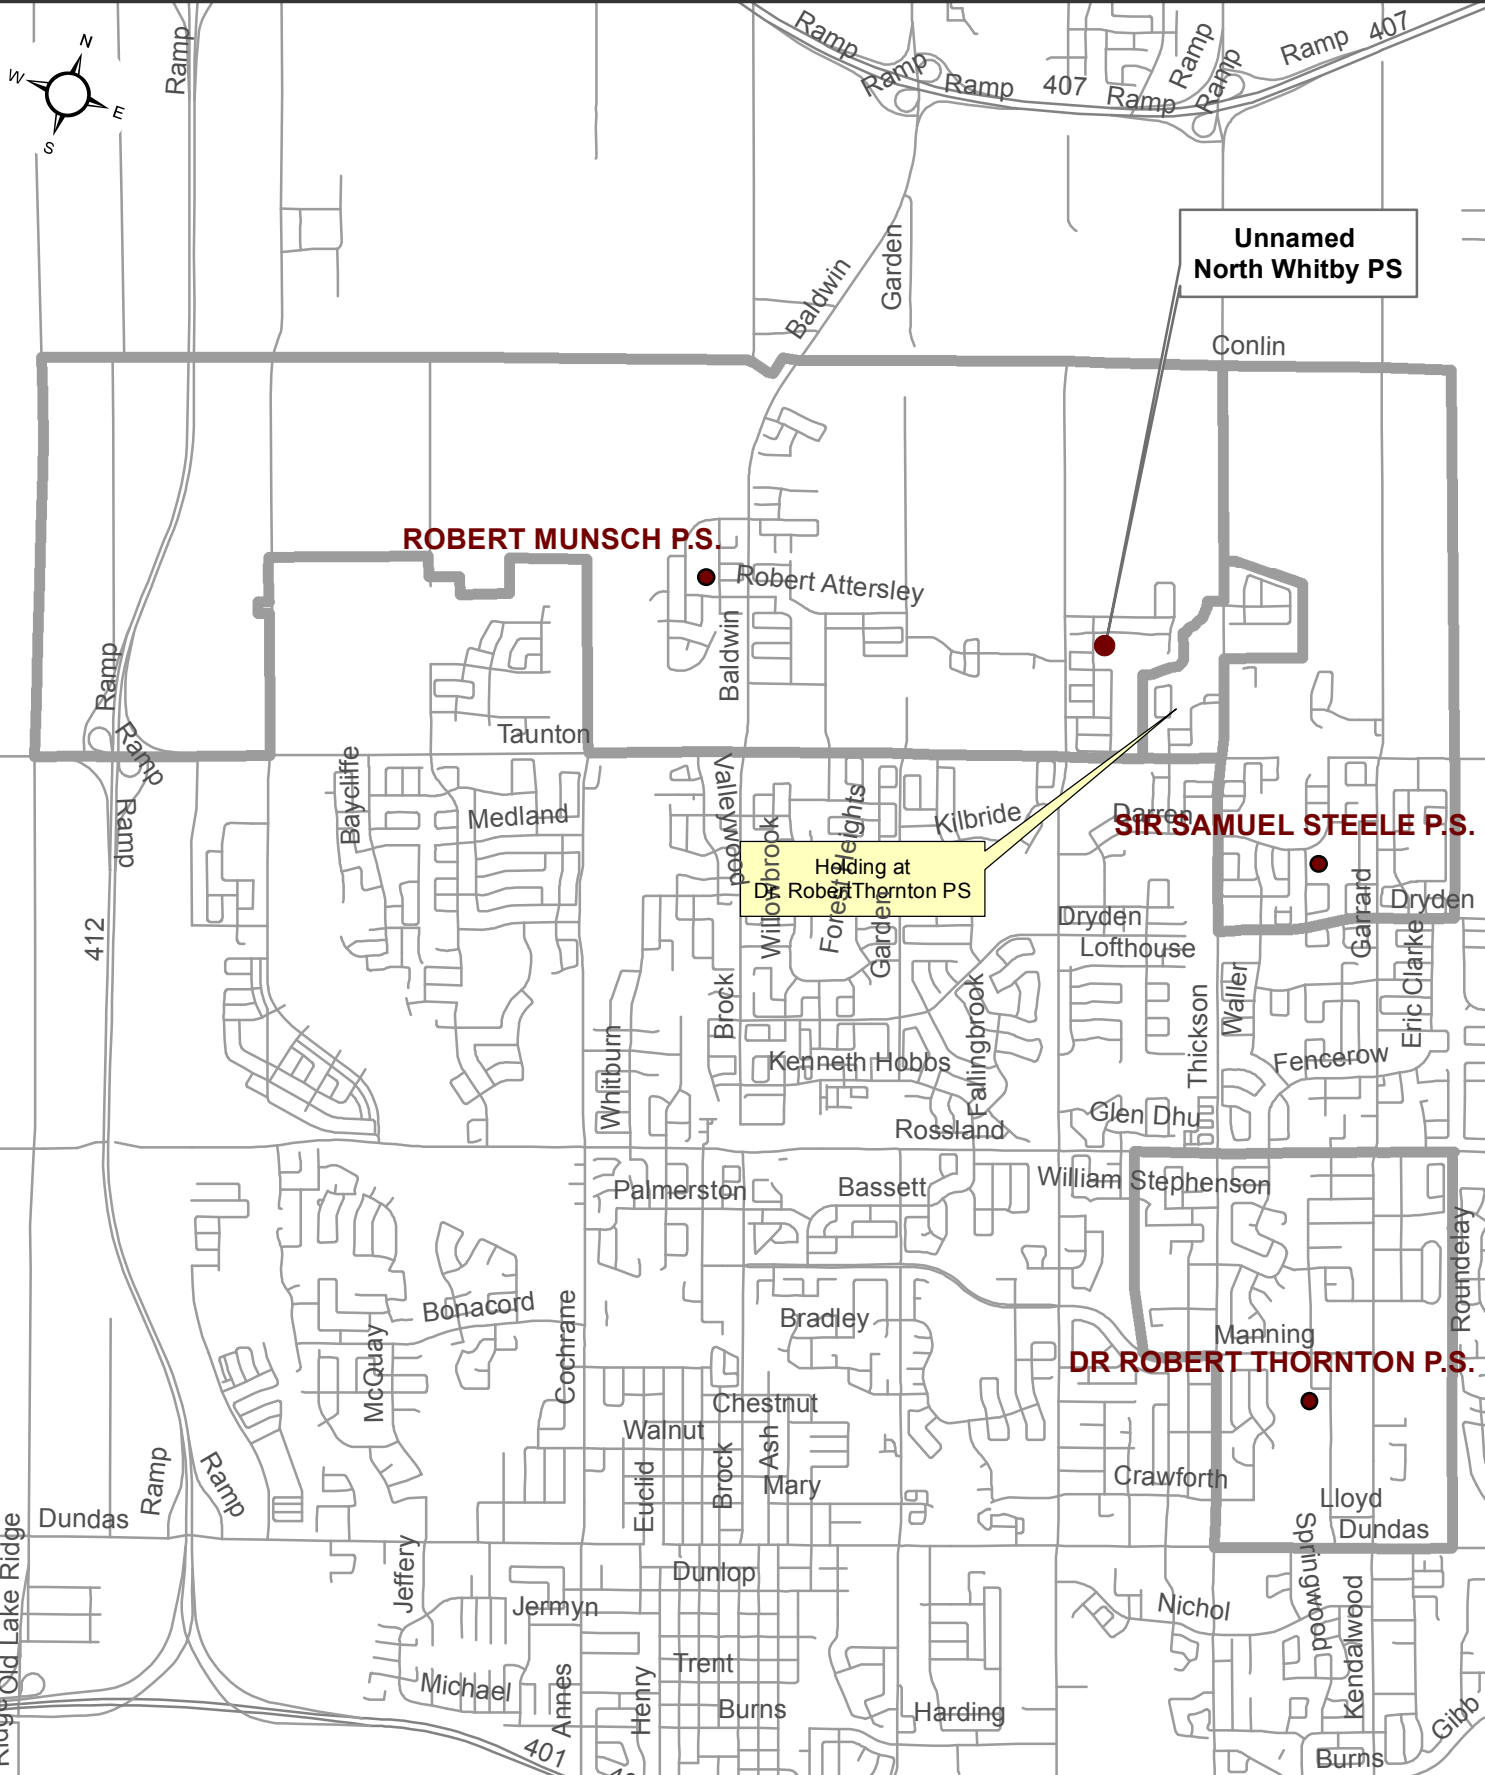 N
W
E
S
Ramp
Ramp
Ramp
Ramp
407
Ramp
Ramp
Ramp
Ramp
407
Unnamed
North Whitby PS
Garden
Baldwin
Conlin
ROBERT MUNSCH P.S.
Robert Attersley
Baldwin
Ramp
Ramp
Ramp
Taunton
Baycliffe
Medland
Valleywood
Willowbrook
Forest Heights
Garden
Kilbride
Darren
SIR SAMUEL STEELE P.S.
Holding at
Dr. RobertThornton PS
Garrard
Dryden
Dryden
Lofthouse
412
Brock
Whitburn
Kenneth Hobbs
Fallingbrook
Thickson
Waller
Eric Clarke
Fencerow
Glen Dhu
Rossland
Palmerston
Bassett
William Stephenson
Roundelay
Bonacord
Cochrane
Bradley
Manning
DR ROBERT THORNTON P.S.
McQuay
Chestnut
Walnut
Ash
Euclid
Brock
Mary
Crawforth
Ramp
Ramp
Lloyd
Dundas
Dundas
Old Lake Ridge
Springwood
Jeffery
Dunlop
Jermyn
Nichol
Kendalwood
Trent
Michael
Annes
Henry
Burns
Harding
Gibb
Burns
401
Ridge